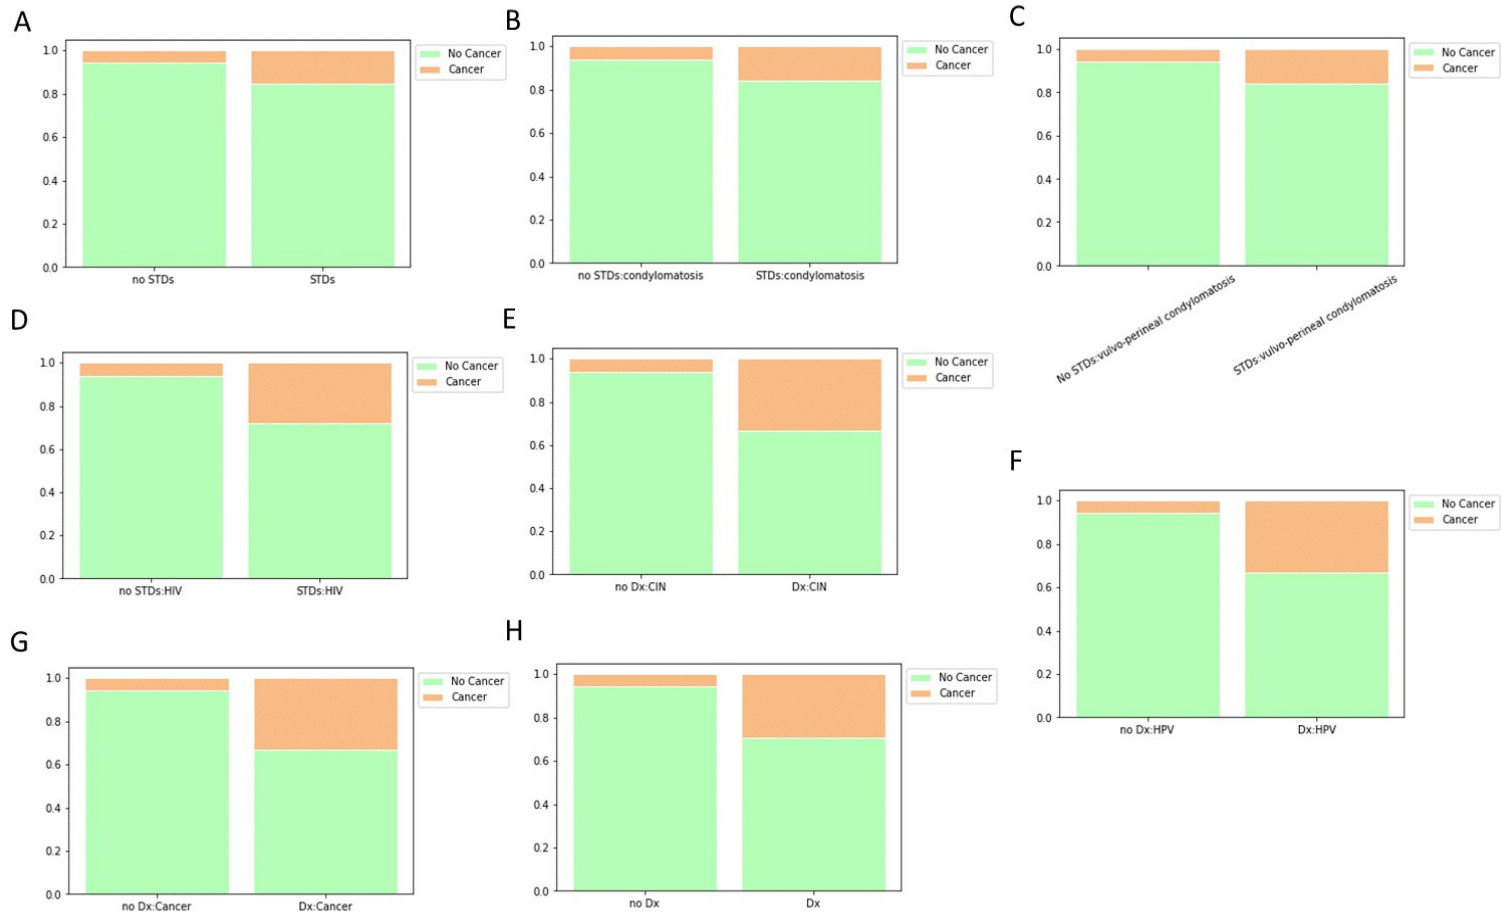 A
1.0
0.8
0.6
0.4
0.2
0.0
no STDs
STDs
No Cancer
Cancer
B
1.0
0.8
0.6
0.4
0.2
0.0
no STDs:condylomatosis
STDs:condylomatosis
No Cancer
Cancer
C
1.0
0.8
0.6
0.4
0.2
0.0
No STDs:vulvo-perineal condylomatosis
STDs:vulvo-perineal condylomatosis
No Cancer
Cancer
D
1.0
0.8
0.6
0.4
0.2
0.0
no STDs:HIV
STDs:HIV
No Cancer
Cancer
E
1.0
0.8
0.6
0.4
0.2
0.0
no Dx:CIN
Dx:CIN
No Cancer
Cancer
F
1.0
0.8
0.6
0.4
0.2
0.0
no Dx:HPV
Dx:HPV
No Cancer
Cancer
G
1.0
0.8
0.6
0.4
0.2
0.0
no Dx:Cancer
Dx:Cancer
No Cancer
Cancer
H
1.0
0.8
0.6
0.4
0.2
0.0
no Dx
Dx
No Cancer
Cancer